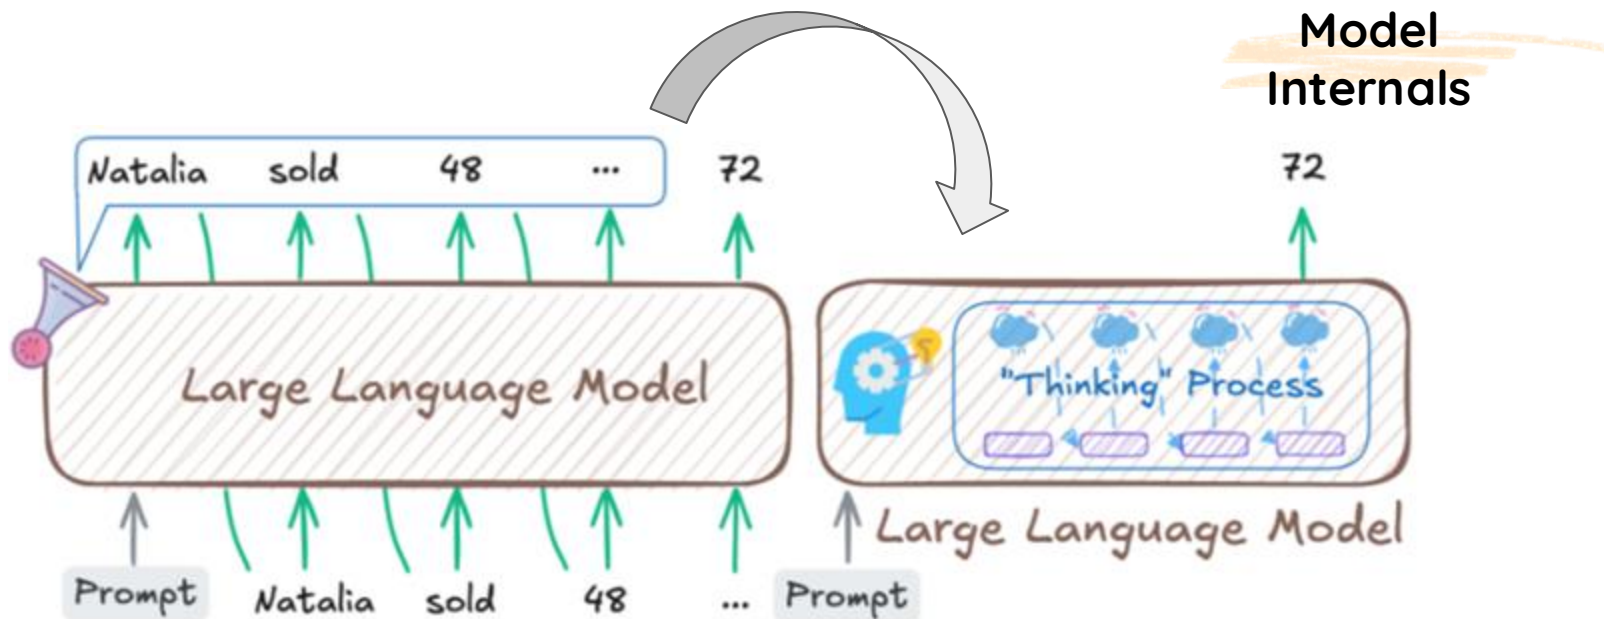 Model
Internals
Natalia sold 48 ... 72
72
Large Language Model
"Thinking" Process
Large Language Model
Prompt Natalia sold 48 ... Prompt